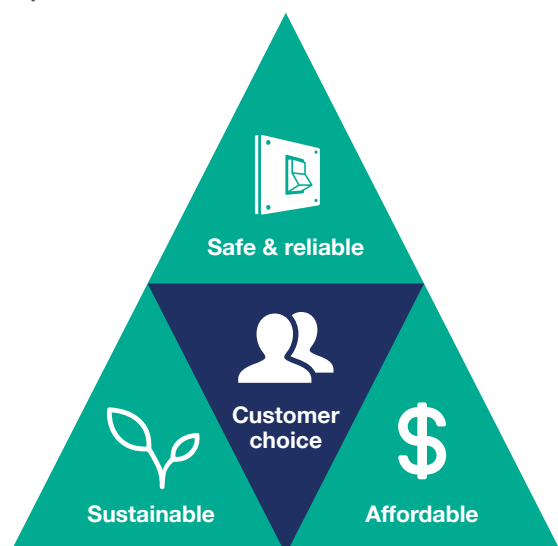 Safe & reliable
Customer
choice
Sustainable
Affordable